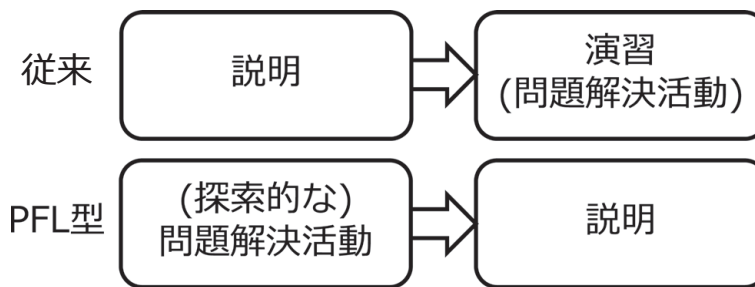 従来
説明
演習
(問題解決活動)
PFL型
(探索的な)
問題解決活動
説明